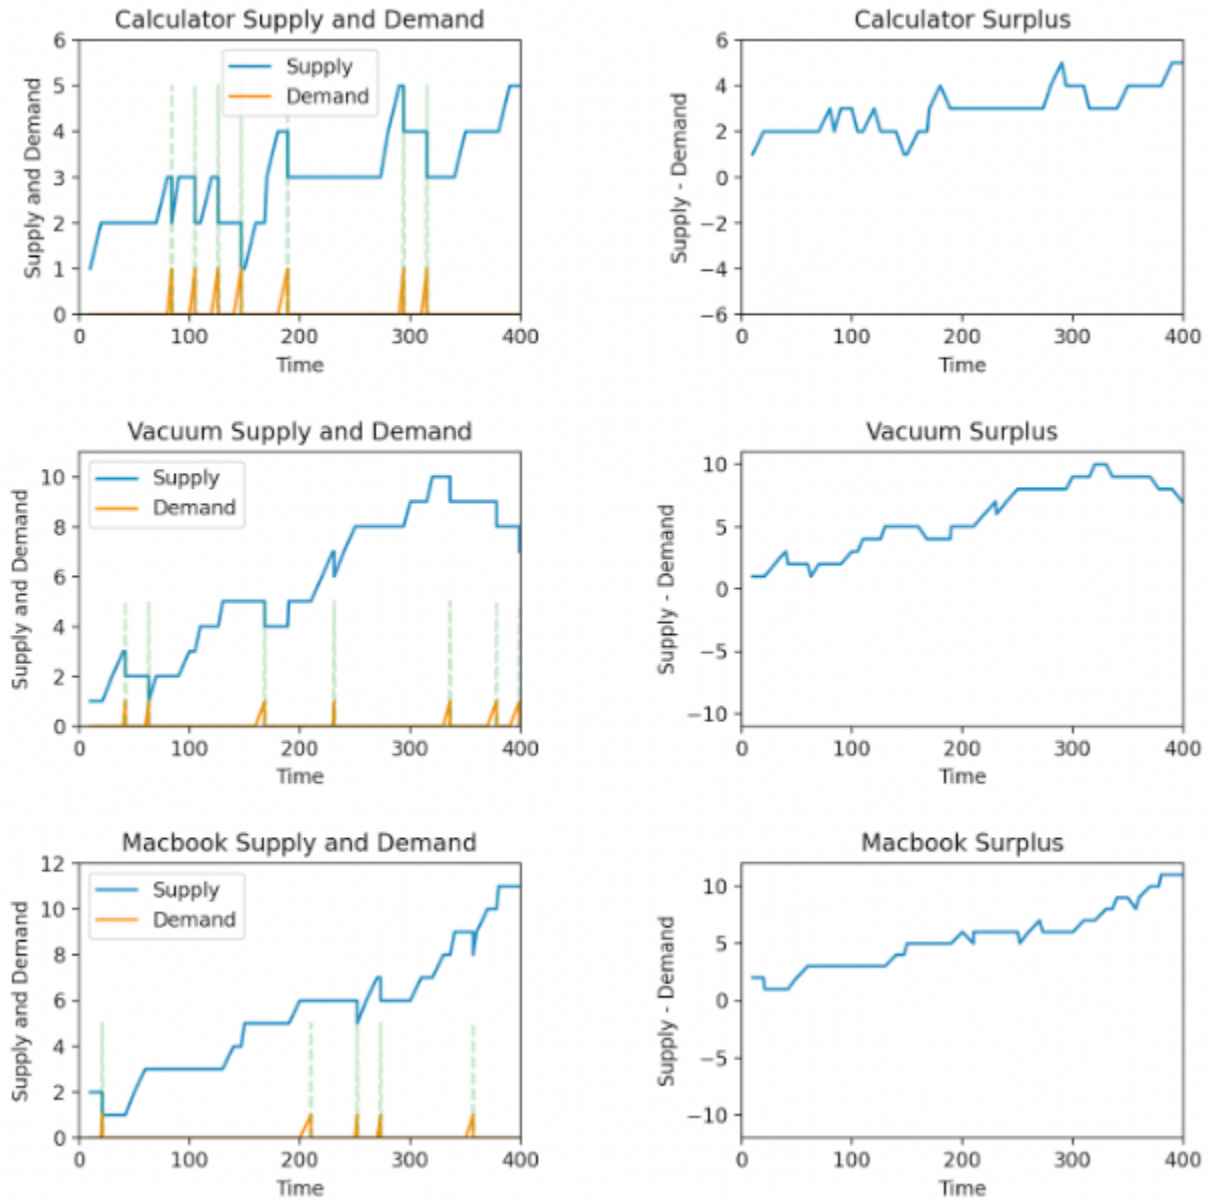 Calculator Supply and Demand
Supply and Demand
6
5
4
3
2
1
0
Supply
Demand
0 100 200 300 400
Time
Calculator Surplus
Supply - Demand
6
4
2
0
−2
−4
−6
0 100 200 300 400
Time
Vacuum Supply and Demand
Supply and Demand
10
8
6
4
2
0
Supply
Demand
0 100 200 300 400
Time
Vacuum Surplus
Supply - Demand
10
5
0
−5
−10
0 100 200 300 400
Time
Macbook Supply and Demand
Supply and Demand
12
10
8
6
4
2
0
Supply
Demand
0 100 200 300 400
Time
Macbook Surplus
Supply - Demand
10
5
0
−5
−10
0 100 200 300 400
Time